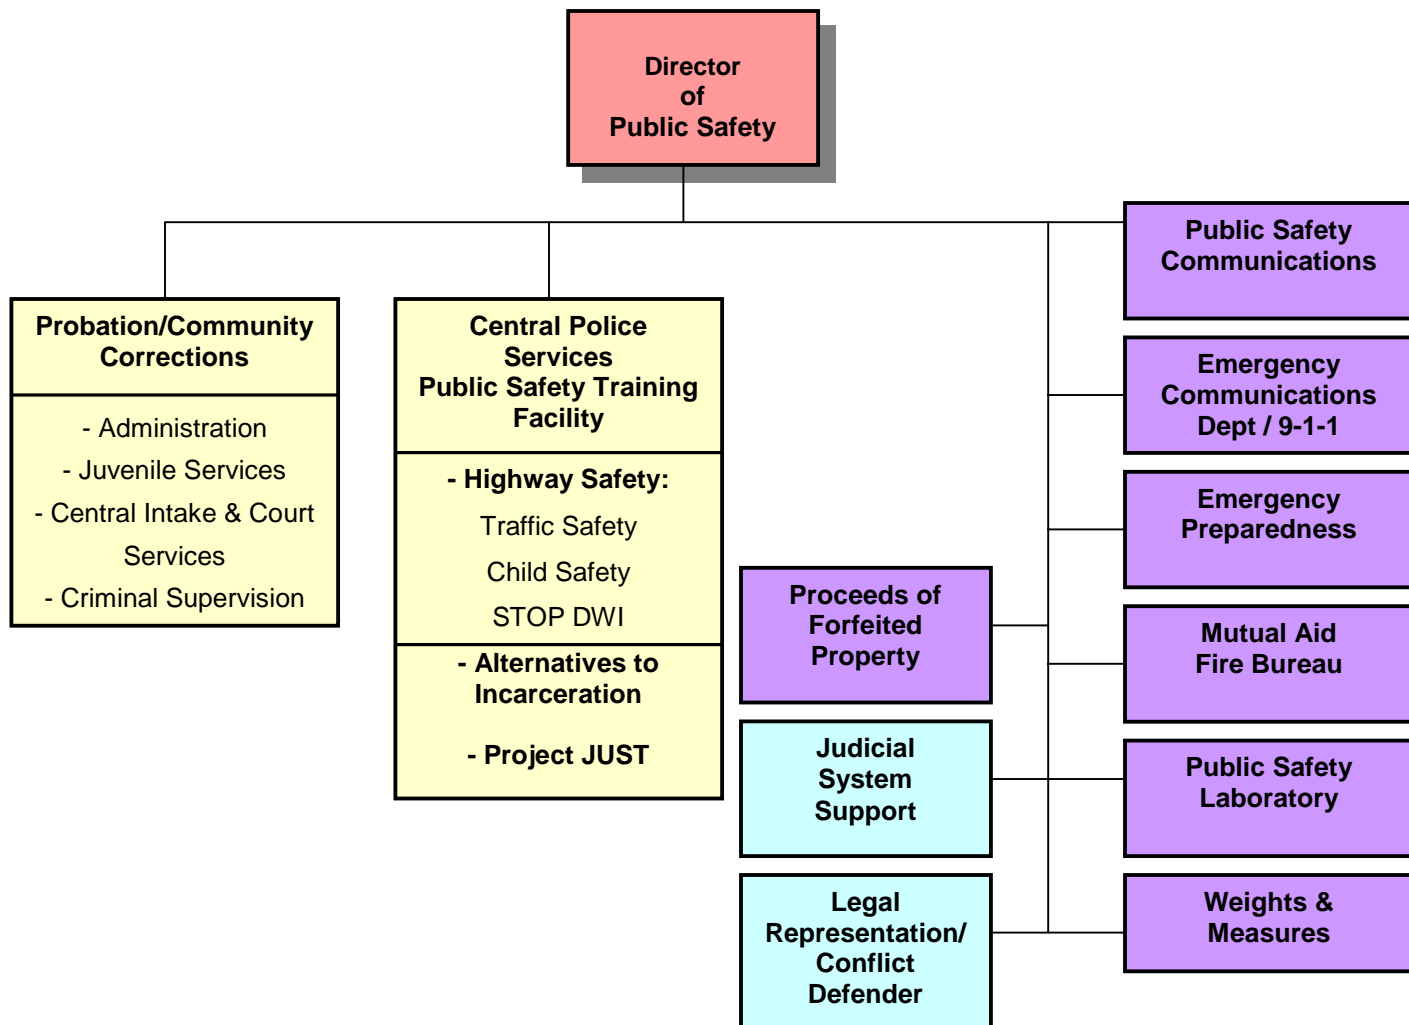 Director
of
Public Safety
Probation/Community
Corrections
- Administration
- Juvenile Services
- Central Intake & Court
Services
- Criminal Supervision
Central Police
Services
Public Safety Training
Facility
- Highway Safety:
Traffic Safety
Child Safety
STOP DWI
- Alternatives to
Incarceration
- Project JUST
Proceeds of
Forfeited
Property
Judicial
System
Support
Legal
Representation/
Conflict
Defender
Public Safety
Communications
Emergency
Communications
Dept / 9-1-1
Emergency
Preparedness
Mutual Aid
Fire Bureau
Public Safety
Laboratory
Weights &
Measures